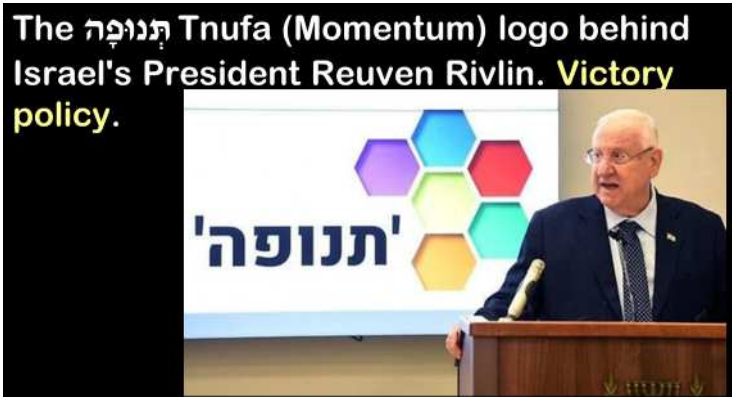 The תְּנוּפָה Tnufa (Momentum) logo behind
Israel's President Reuven Rivlin. Victory
policy.
'תנופה'